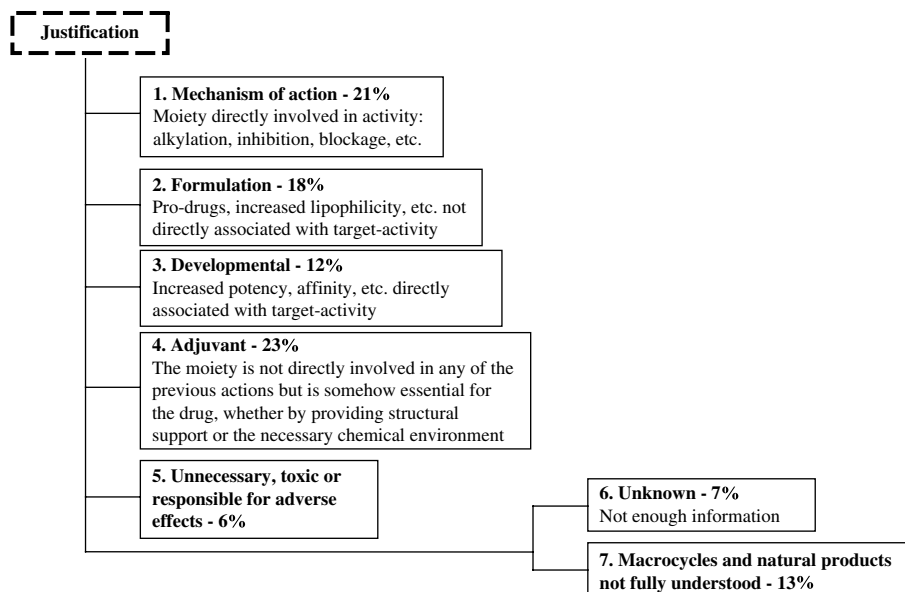 Justification
1. Mechanism of action - 21%
Moiety directly involved in activity:
alkylation, inhibition, blockage, etc.
2. Formulation - 18%
Pro-drugs, increased lipophilicity, etc. not
directly associated with target-activity
3. Developmental - 12%
Increased potency, affinity, etc. directly
associated with target-activity
4. Adjuvant - 23%
The moiety is not directly involved in any of the
previous actions but is somehow essential for
the drug, whether by providing structural
support or the necessary chemical environment
5. Unnecessary, toxic or
responsible for adverse
effects - 6%
6. Unknown - 7%
Not enough information
7. Macrocycles and natural products
not fully understood - 13%